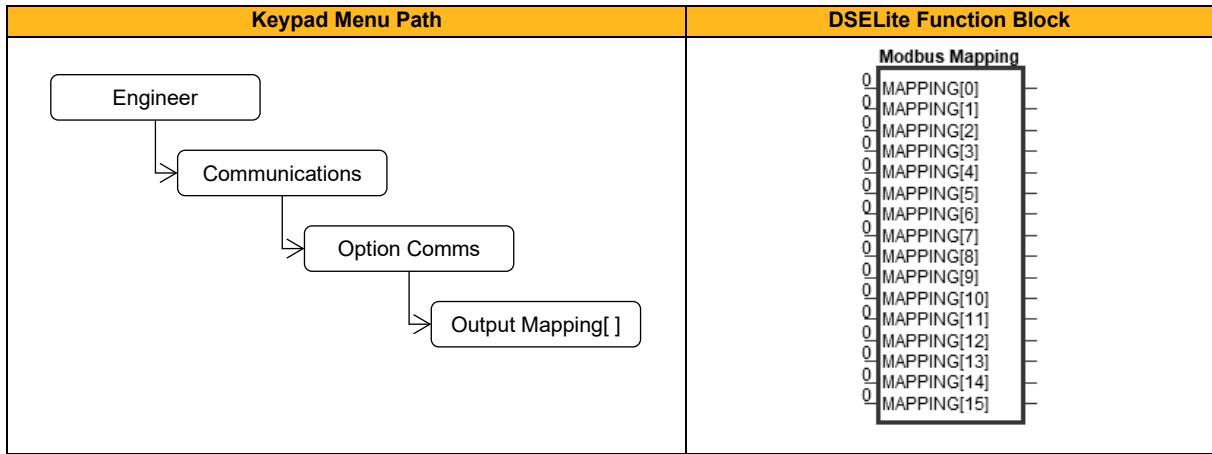 Keypad Menu Path
DSELite Function Block
Engineer
Communications
Option Comms
Output Mapping[ ]
Modbus Mapping
0 MAPPING[0]
0 MAPPING[1]
0 MAPPING[2]
0 MAPPING[3]
0 MAPPING[4]
0 MAPPING[5]
0 MAPPING[6]
0 MAPPING[7]
0 MAPPING[8]
0 MAPPING[9]
0 MAPPING[10]
0 MAPPING[11]
0 MAPPING[12]
0 MAPPING[13]
0 MAPPING[14]
0 MAPPING[15]